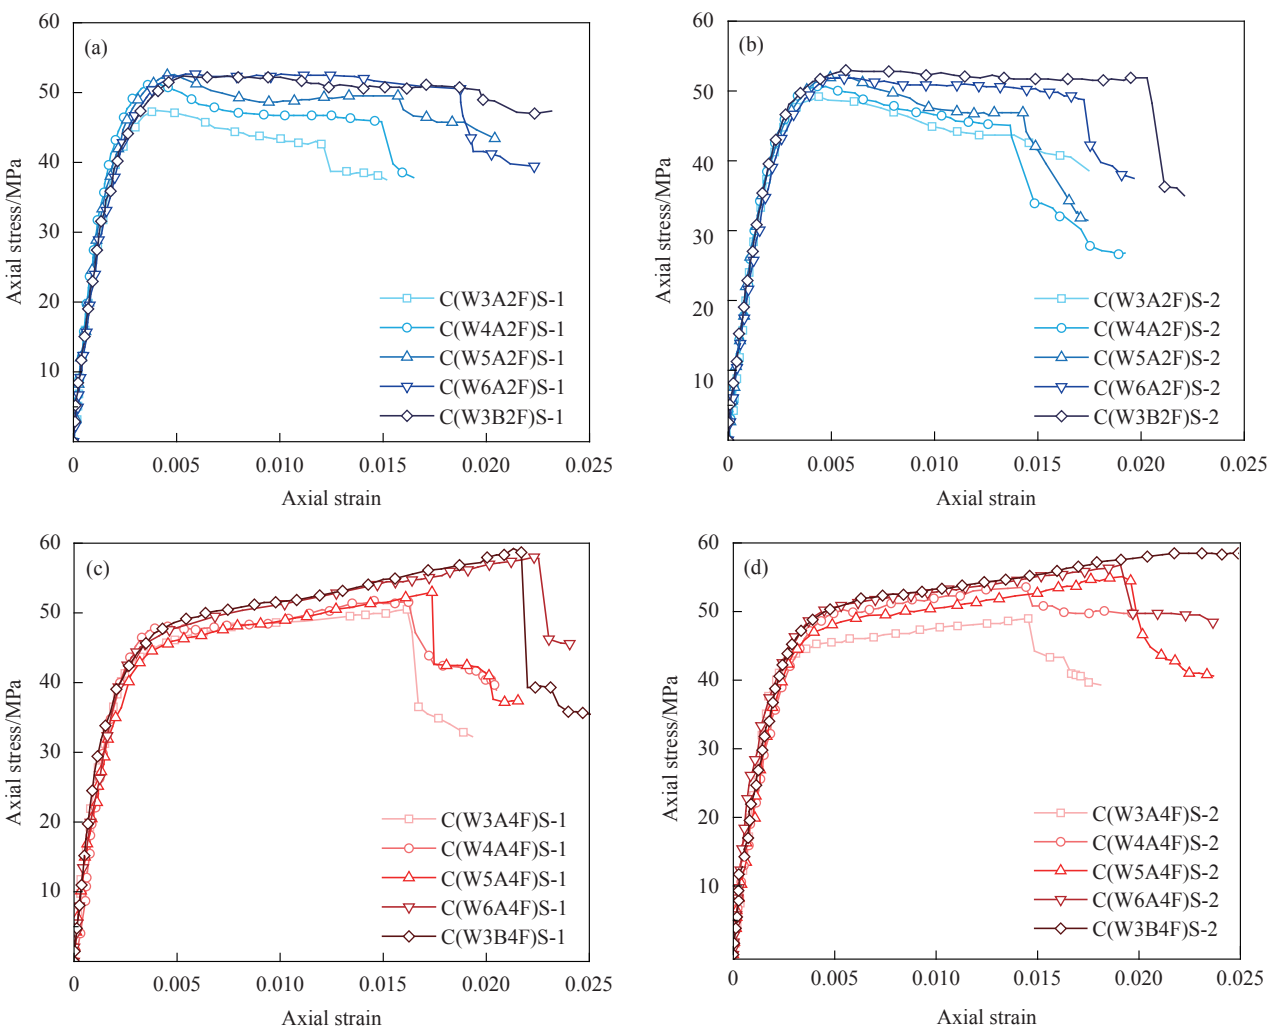 (a)
60
50
40
30
20
10
0
0.005
0.010
0.015
0.020
0.025
Axial stress/MPa
Axial strain
C(W3A2F)S-1
C(W4A2F)S-1
C(W5A2F)S-1
C(W6A2F)S-1
C(W3B2F)S-1
(b)
60
50
40
30
20
10
0
0.005
0.010
0.015
0.020
0.025
Axial stress/MPa
Axial strain
C(W3A2F)S-2
C(W4A2F)S-2
C(W5A2F)S-2
C(W6A2F)S-2
C(W3B2F)S-2
(c)
60
50
40
30
20
10
0
0.005
0.010
0.015
0.020
0.025
Axial stress/MPa
Axial strain
C(W3A4F)S-1
C(W4A4F)S-1
C(W5A4F)S-1
C(W6A4F)S-1
C(W3B4F)S-1
(d)
60
50
40
30
20
10
0
0.005
0.010
0.015
0.020
0.025
Axial stress/MPa
Axial strain
C(W3A4F)S-2
C(W4A4F)S-2
C(W5A4F)S-2
C(W6A4F)S-2
C(W3B4F)S-2